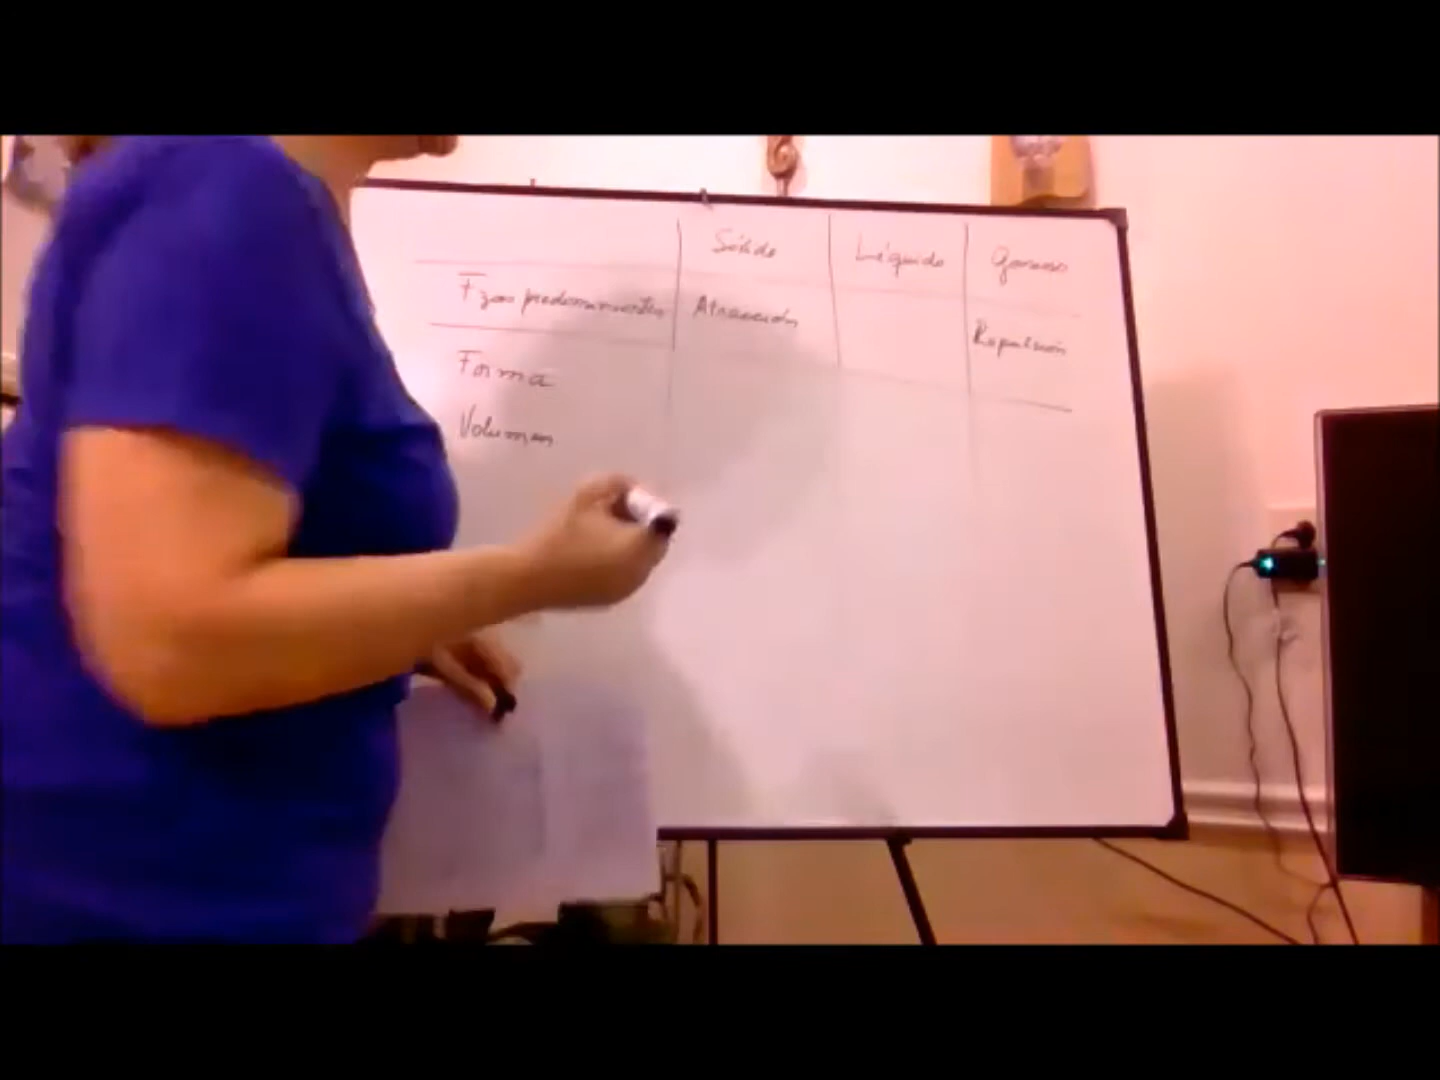 Sólido Líquido Gaseoso
Fzas predominantes Atracción
Repulsión
Forma
Volumen